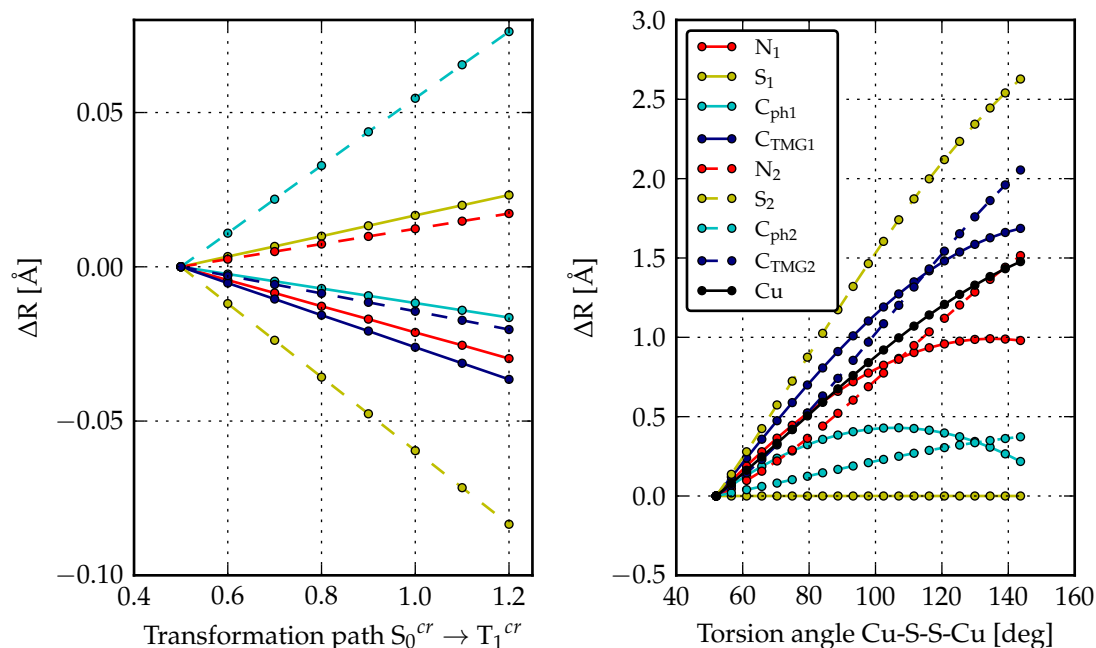 ΔR [Å]
0.05
0.00
−0.05
−0.10
0.4 0.6 0.8 1.0 1.2
Transformation path S₀ᶜʳ → T₁ᶜʳ
ΔR [Å]
3.0
2.5
2.0
1.5
1.0
0.5
0.0
−0.5
N₁
S₁
Cₚₕ₁
C_TMG1
N₂
S₂
Cₚₕ₂
C_TMG2
Cu
40 60 80 100 120 140 160
Torsion angle Cu-S-S-Cu [deg]